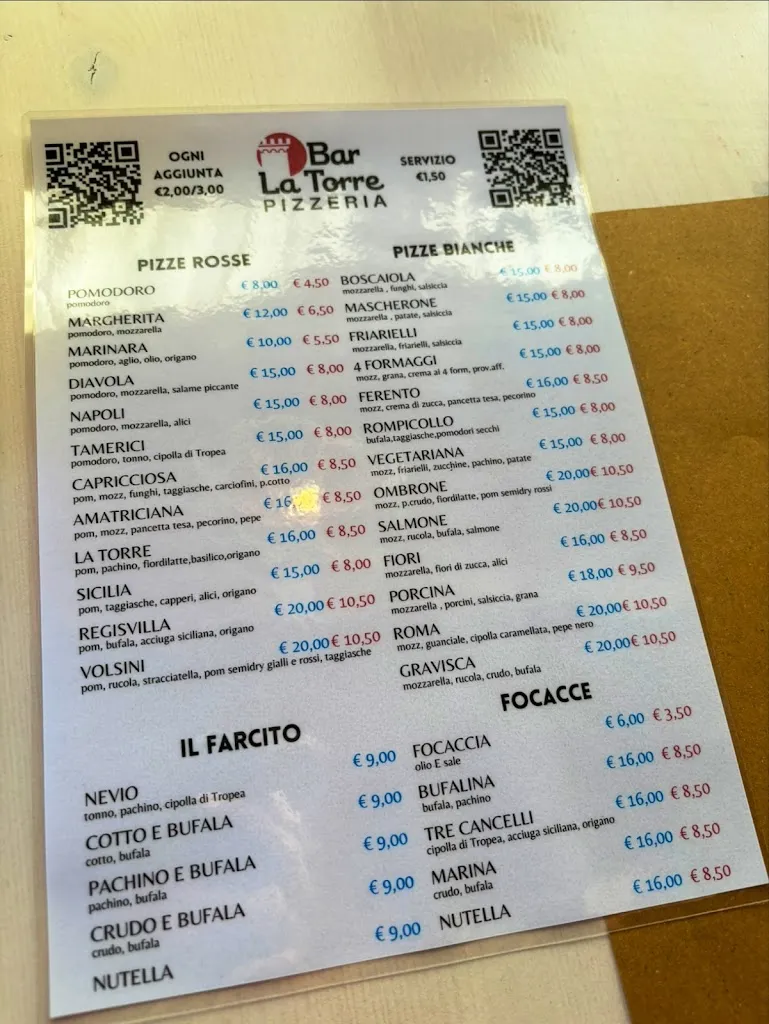 OGNI
AGGIUNTA
€2,00/3,00
Bar
La Torre
PIZZERIA
SERVIZIO
€1,50
PIZZE ROSSE
POMODORO € 8,00 € 4,50
pomodoro
MARGHERITA € 12,00 € 6,50
pomodoro, mozzarella
MARINARA € 10,00 € 5,50
pomodoro, aglio, olio, origano
DIAVOLA € 15,00 € 8,00
pomodoro, mozzarella, salame piccante
NAPOLI € 15,00 € 8,00
pomodoro, mozzarella, alici
TAMERICI € 15,00 € 8,00
pomodoro, tonno, cipolla di Tropea
CAPRICCIOSA € 16,00 € 8,50
pom, mozz, funghi, taggiasche, carciofini, p.cotto
AMATRICIANA € 8,50
pom, mozz, pancetta tesa, pecorino, pepe
LA TORRE € 16,00 € 8,50
pom, pachino, fiordilatte,basilico,origano
SICILIA € 15,00 € 8,00
pom, taggiasche, capperi, alici, origano
REGISVILLA € 20,00 € 10,50
pom, bufala, acciuga siciliana, origano
VOLSINI € 20,00 € 10,50
pom, rucola, stracciatella, pom semidry gialli e rossi, taggiasche
PIZZE BIANCHE
BOSCAIOLA € 15,00 € 8,00
mozzarella , funghi, salsiccia
MASCHERONE € 15,00 € 8,00
mozzarella , patate, salsiccia
FRIARIELLI € 15,00 € 8,00
mozzarella, friarielli, salsiccia
4 FORMAGGI € 15,00 € 8,00
mozz, grana, crema ai 4 form, prov.aff.
FERENTO € 16,00 € 8,50
mozz, crema di zucca, pancetta tesa, pecorino
ROMPICOLLO € 15,00 € 8,00
bufala,taggiasche,pomodori secchi
VEGETARIANA € 15,00 € 8,00
mozz, friarielli, zucchine, pachino, patate
OMBRONE € 20,00€ 10,50
mozz, p.crudo, fiordilatte, pom semidry rossi
SALMONE € 20,00€ 10,50
mozz, rucola, bufala, salmone
FIORI € 16,00 € 8,50
mozzarella, fiori di zucca, alici
PORCINA € 18,00 € 9,50
mozzarella , porcini, salsiccia, grana
ROMA € 20,00€ 10,50
mozz, guanciale, cipolla caramellata, pepe nero
GRAVISCA € 20,00€ 10,50
mozzarella, rucola, crudo, bufala
IL FARCITO
NEVIO € 9,00
tonno, pachino, cipolla di Tropea
COTTO E BUFALA € 9,00
cotto, bufala
PACHINO E BUFALA € 9,00
pachino, bufala
CRUDO E BUFALA € 9,00
crudo, bufala
NUTELLA € 9,00
FOCACCE
FOCACCIA € 6,00 € 3,50
olio E sale
BUFALINA € 16,00 € 8,50
bufala, pachino
TRE CANCELLI € 16,00 € 8,50
cipolla di Tropea, acciuga siciliana, origano
MARINA € 16,00 € 8,50
crudo, bufala
NUTELLA € 16,00 € 8,50